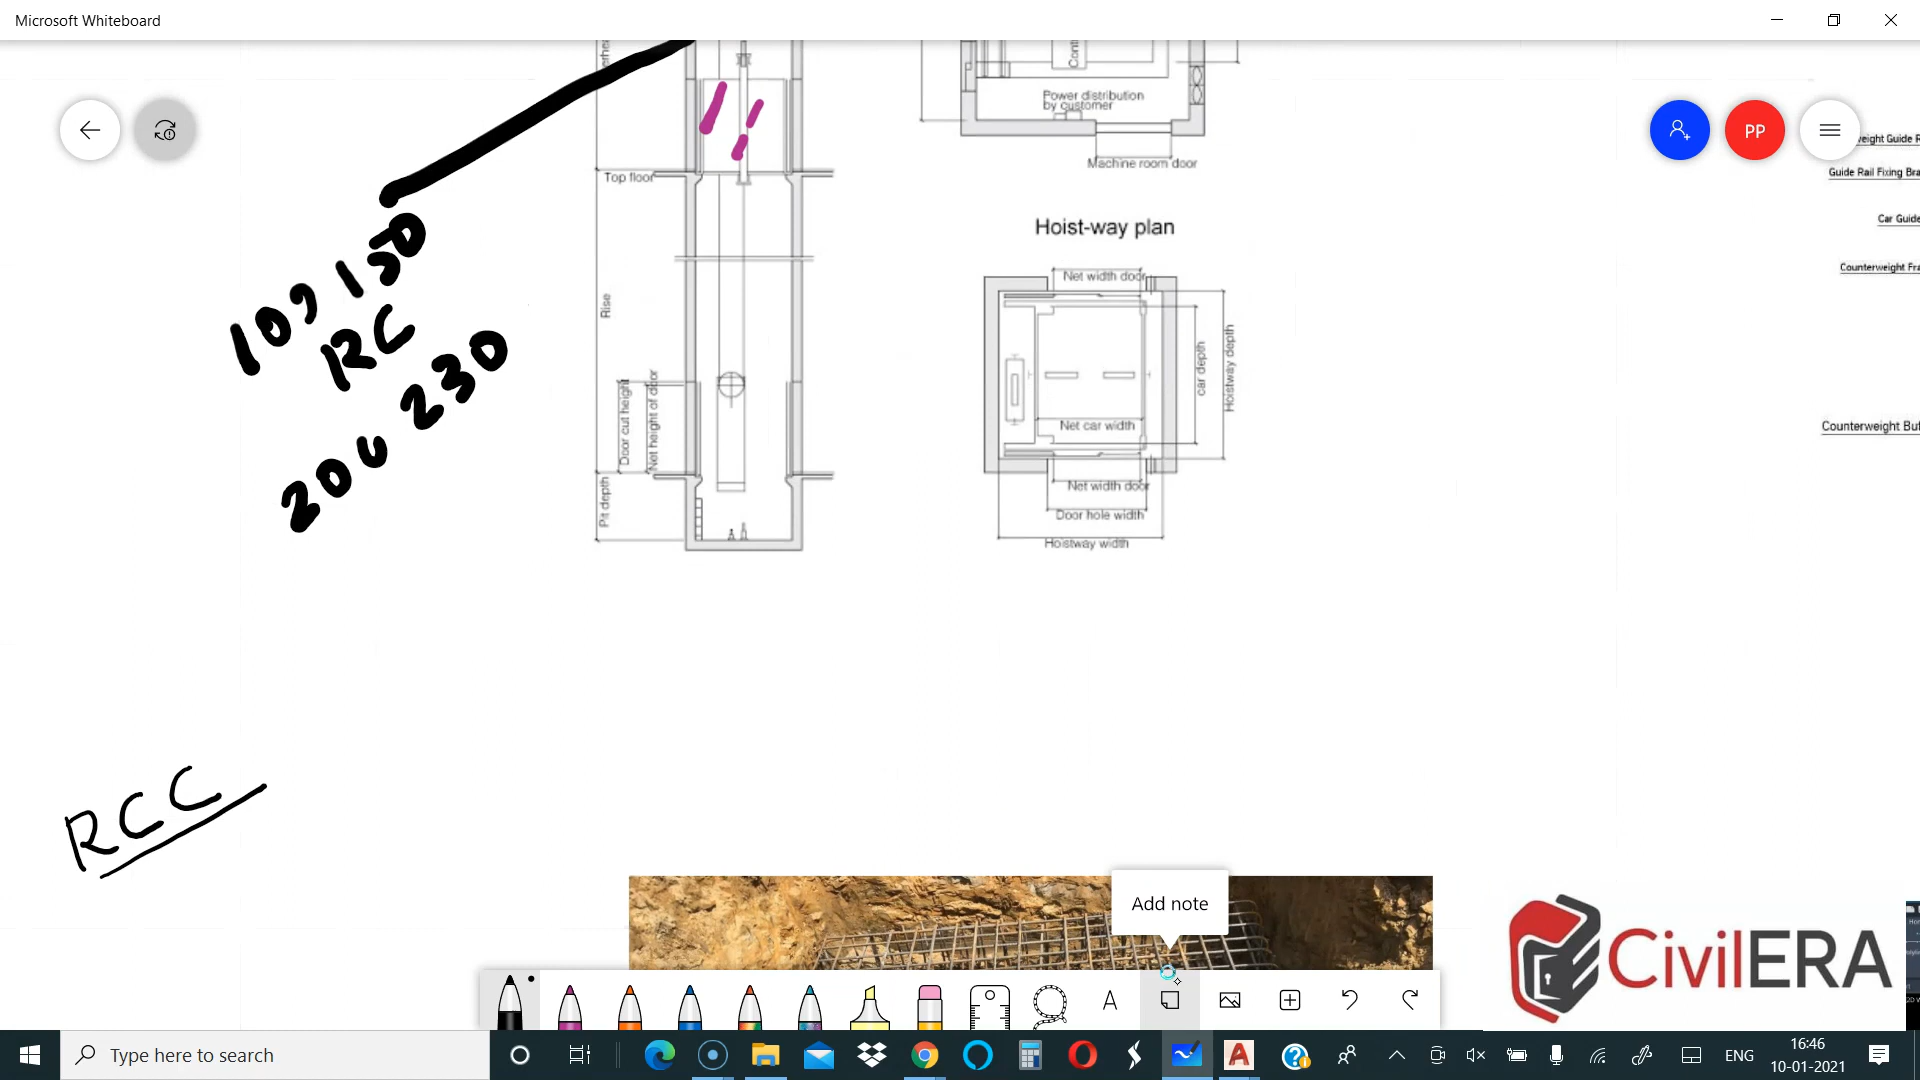 Microsoft Whiteboard
Power distribution
by customer
Machine room door
Top floor
Hoist-way plan
Net width door
Rise
car depth
Hoistway depth
Door cut height
Net height of door
Net car width
Pit depth
Net width door
Door hole width
Hoistway width
10, 150
RC
200 230
RCC
PP
weight Guide R
Guide Rail Fixing Bra
Car Guide
Counterweight Fra
Counterweight Buf
Add note
CivilERA
Type here to search
ENG
16:46
10-01-2021